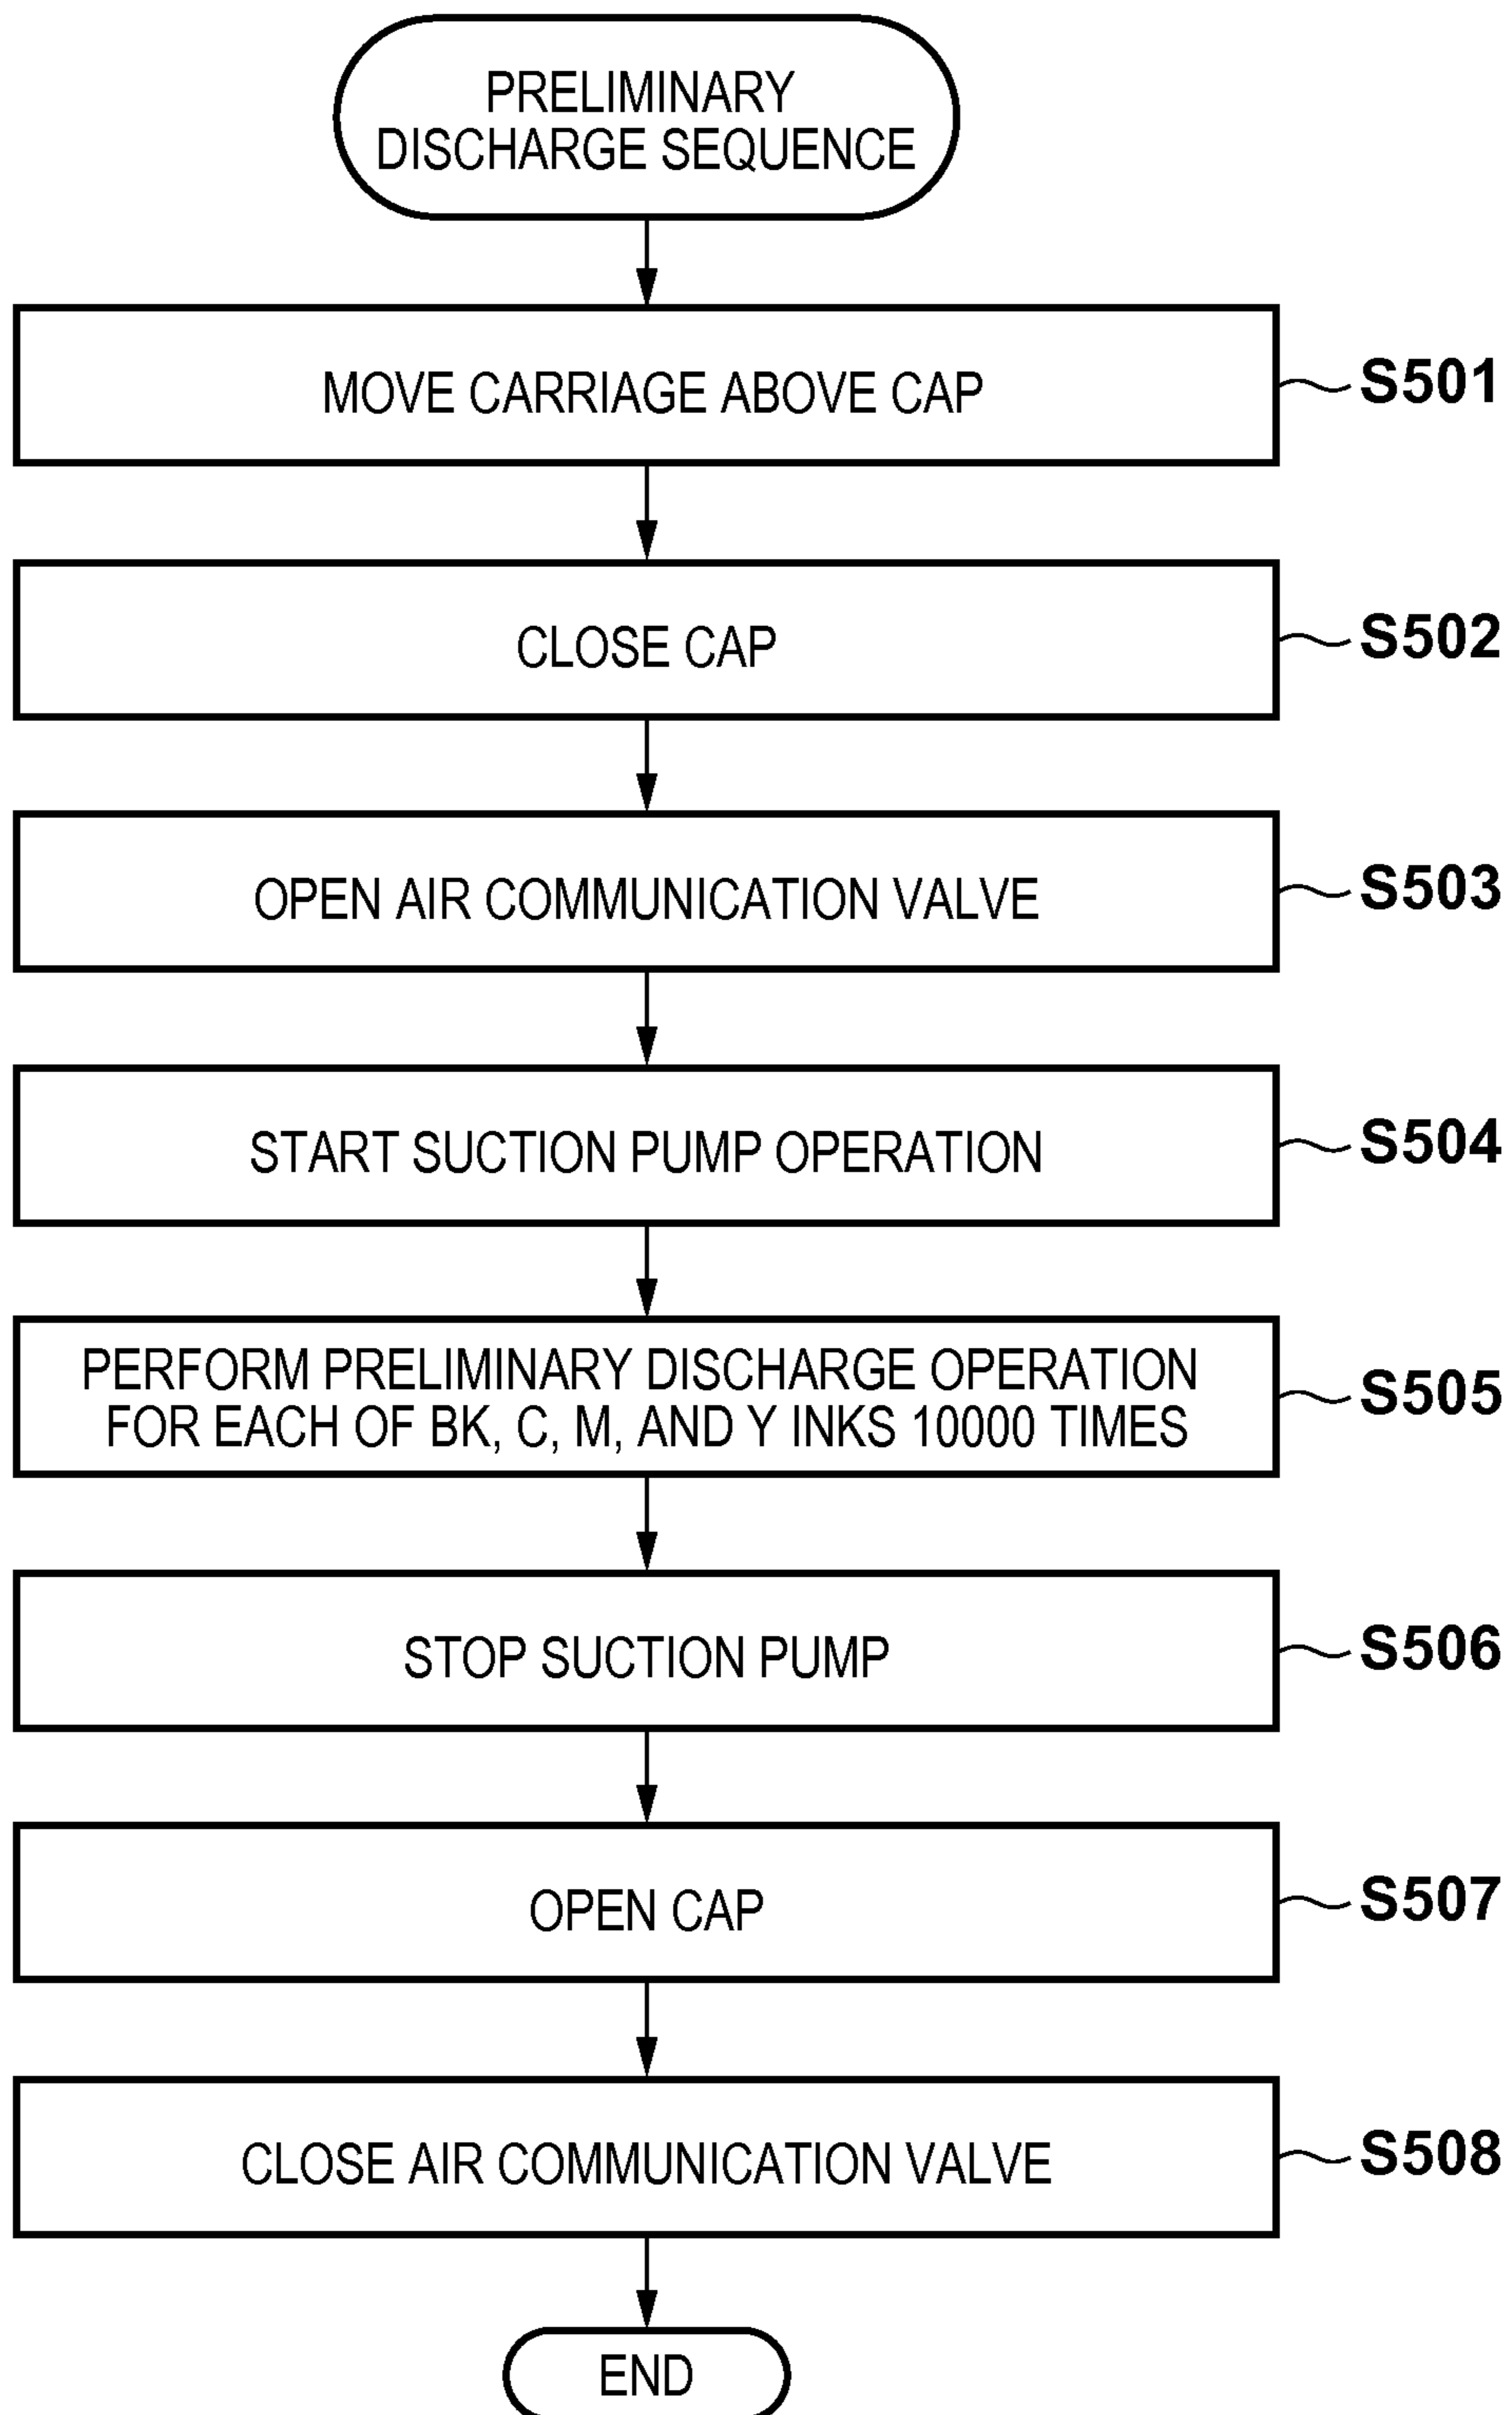 PRELIMINARY
DISCHARGE SEQUENCE
MOVE CARRIAGE ABOVE CAP
S501
CLOSE CAP
S502
OPEN AIR COMMUNICATION VALVE
S503
START SUCTION PUMP OPERATION
S504
PERFORM PRELIMINARY DISCHARGE OPERATION
FOR EACH OF BK, C, M, AND Y INKS 10000 TIMES
S505
STOP SUCTION PUMP
S506
OPEN CAP
S507
CLOSE AIR COMMUNICATION VALVE
S508
END